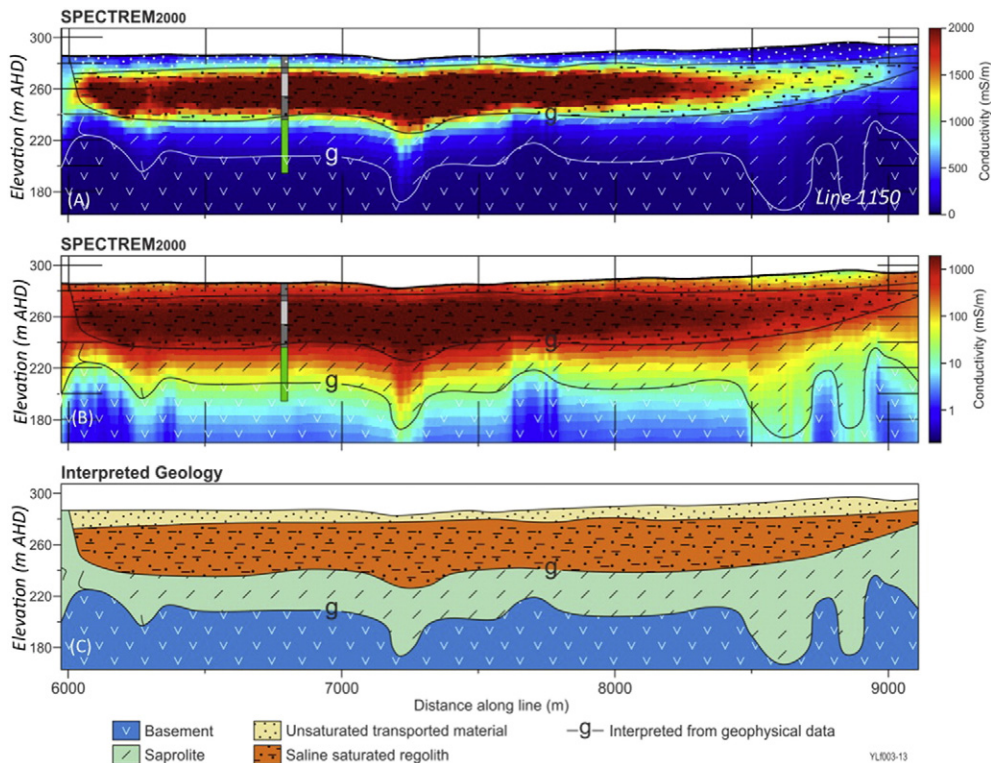 SPECTREM2000
Elevation (m AHD)
300
260
220
180
g
g
(A)
Line 1150
2000
1500
1000
500
0
Conductivity (mS/m)
SPECTREM2000
Elevation (m AHD)
300
260
220
180
g
g
(B)
1000
100
10
1
Conductivity (mS/m)
Interpreted Geology
Elevation (m AHD)
300
260
220
180
g
g
(C)
6000 7000 8000 9000
Distance along line (m)
Basement Unsaturated transported material –g– Interpreted from geophysical data
Saprolite Saline saturated regolith
YLf003-13